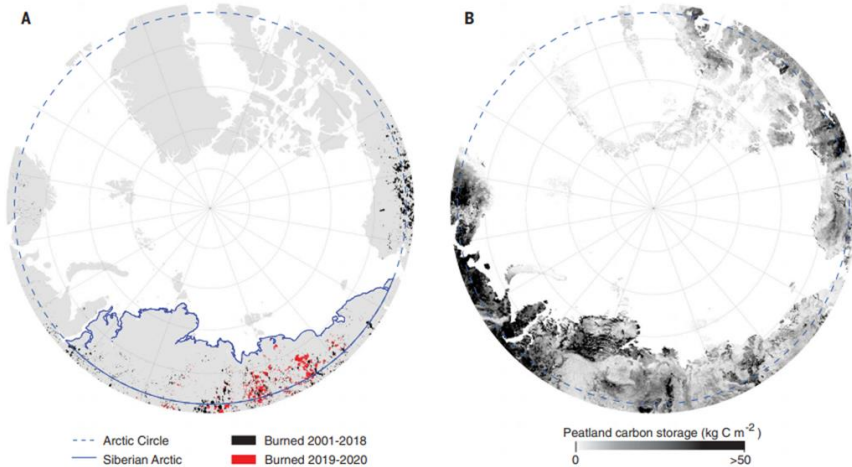 A
B
Arctic Circle
Siberian Arctic
Burned 2001-2018
Burned 2019-2020
Peatland carbon storage (kg C m⁻²)
0 >50